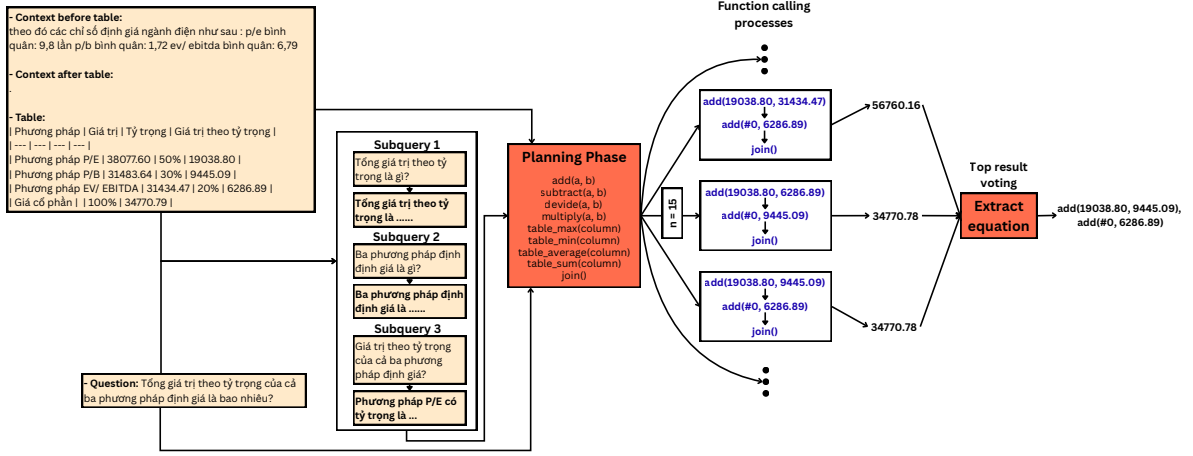 - Context before table:
theo đó các chỉ số định giá ngành điện như sau : p/e bình
quân: 9,8 lần p/b bình quân: 1,72 ev/ ebitda bình quân: 6,79
- Context after table:
.
- Table:
| Phương pháp | Giá trị | Tỷ trọng | Giá trị theo tỷ trọng |
| --- | --- | --- | --- |
| Phương pháp P/E | 38077.60 | 50% | 19038.80 |
| Phương pháp P/B | 31483.64 | 30% | 9445.09 |
| Phương pháp EV/ EBITDA | 31434.47 | 20% | 6286.89 |
| Giá cổ phần | | 100% | 34770.79 |
- Question: Tổng giá trị theo tỷ trọng của cả
ba phương pháp định giá là bao nhiêu?
Subquery 1
Tổng giá trị theo tỷ
trọng là gì?
Tổng giá trị theo tỷ
trọng là ......
Subquery 2
Ba phương pháp định
định giá là gì?
Ba phương pháp định
định giá là ......
Subquery 3
Giá trị theo tỷ trọng
của cả ba phương
pháp định giá?
Phương pháp P/E có
tỷ trọng là ...
Planning Phase
add(a, b)
subtract(a, b)
devide(a, b)
multiply(a, b)
table_max(column)
table_min(column)
table_average(column)
table_sum(column)
join()
Function calling
processes
n = 15
add(19038.80, 31434.47)
add(#0, 6286.89)
join()
56760.16
add(19038.80, 6286.89)
add(#0, 9445.09)
join()
34770.78
add(19038.80, 9445.09)
add(#0, 6286.89)
join()
34770.78
Top result
voting
Extract
equation
add(19038.80, 9445.09),
add(#0, 6286.89)